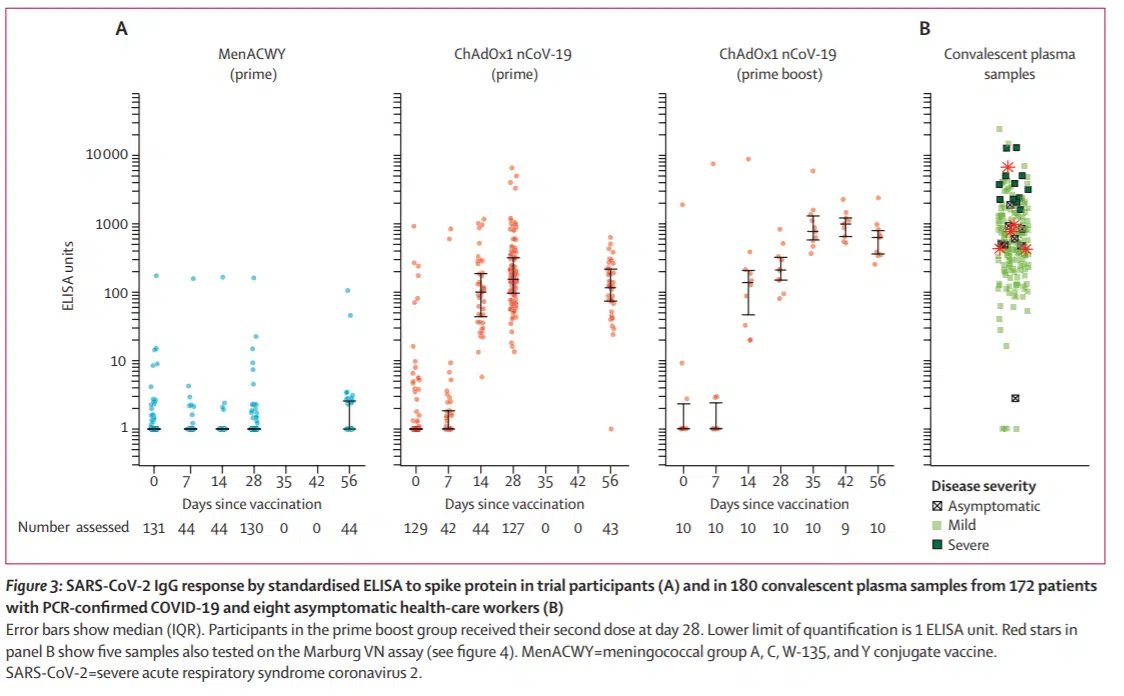 A
B
MenACWY
(prime)
ChAdOx1 nCoV-19
(prime)
ChAdOx1 nCoV-19
(prime boost)
Convalescent plasma
samples
ELISA units
10 000
1000
100
10
1
0 7 14 28 35 42 56
0 7 14 28 35 42 56
0 7 14 28 35 42 56
Days since vaccination
Days since vaccination
Days since vaccination
Number assessed 131 44 44 130 0 0 44
129 42 44 127 0 0 43
10 10 10 10 10 9 10
Disease severity
Asymptomatic
Mild
Severe
Figure 3: SARS-CoV-2 IgG response by standardised ELISA to spike protein in trial participants (A) and in 180 convalescent plasma samples from 172 patients
with PCR-confirmed COVID-19 and eight asymptomatic health-care workers (B)
Error bars show median (IQR). Participants in the prime boost group received their second dose at day 28. Lower limit of quantification is 1 ELISA unit. Red stars in
panel B show five samples also tested on the Marburg VN assay (see figure 4). MenACWY=meningococcal group A, C, W-135, and Y conjugate vaccine.
SARS-CoV-2=severe acute respiratory syndrome coronavirus 2.